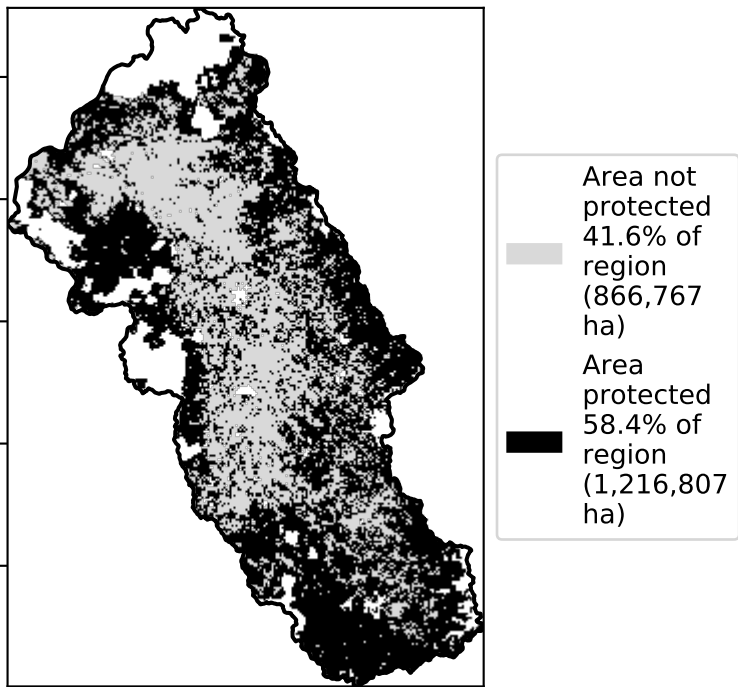 Area not
protected
41.6% of
region
(866,767
ha)
Area
protected
58.4% of
region
(1,216,807
ha)